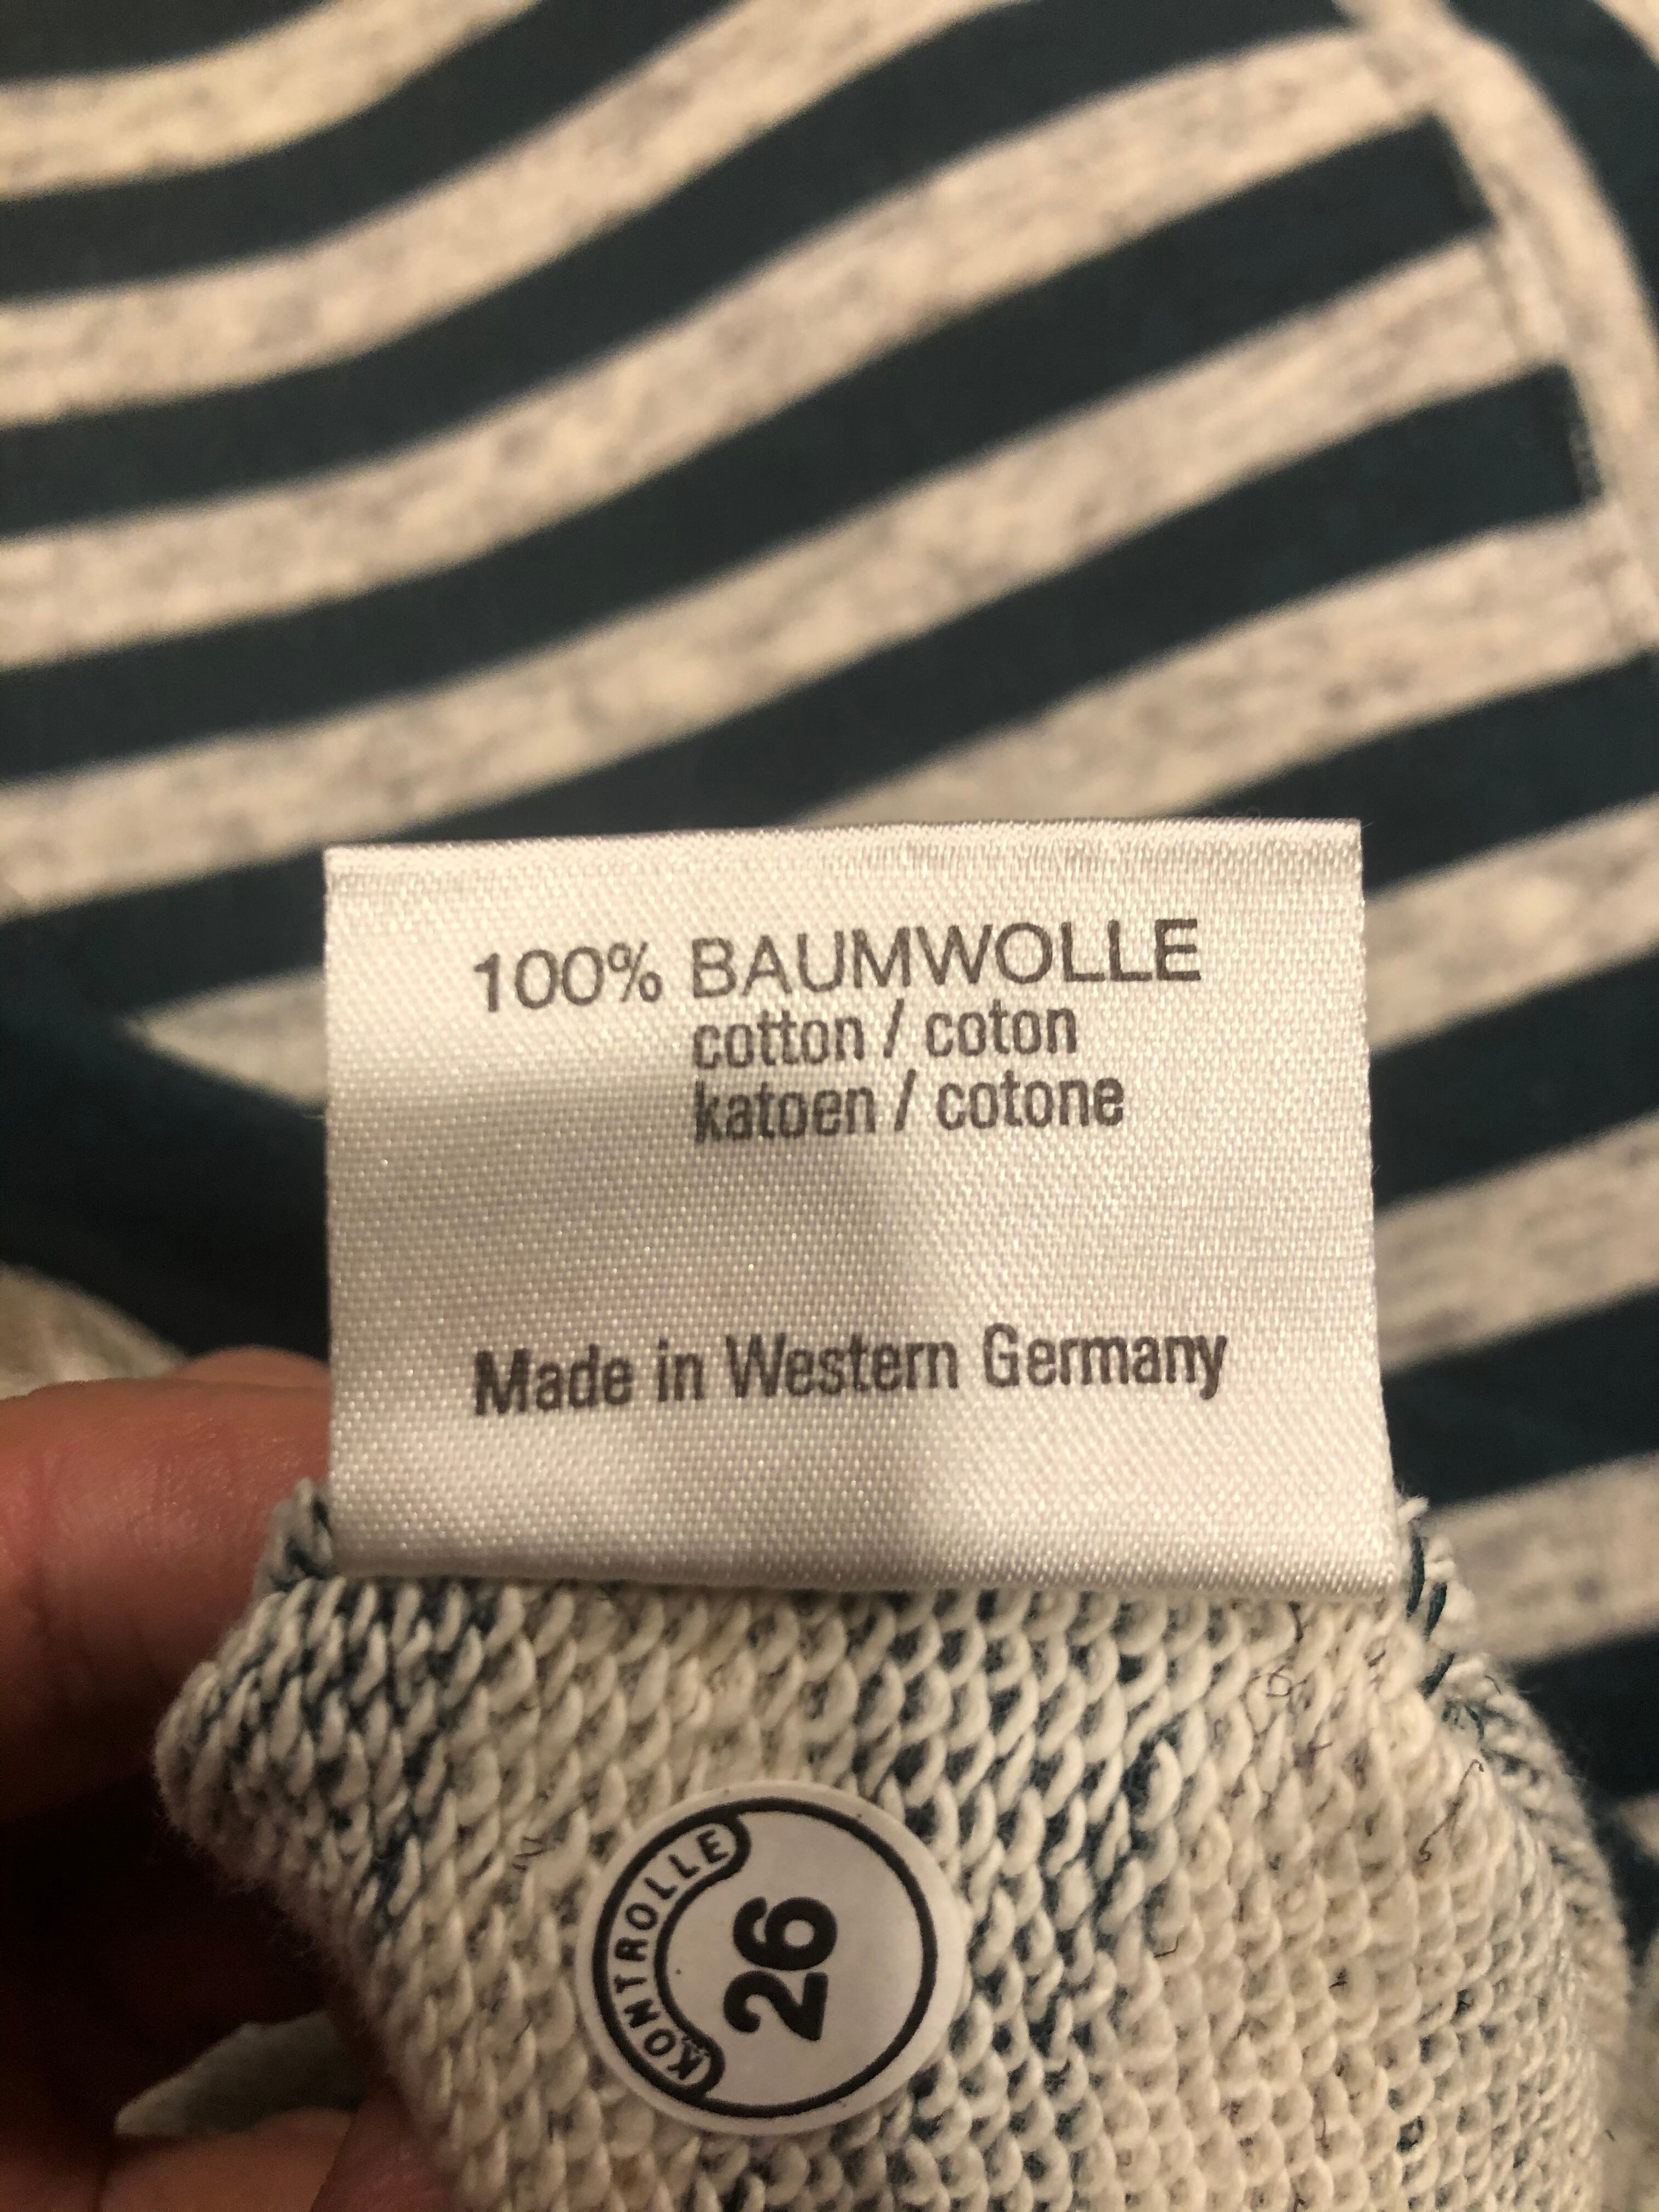 100% BAUMWOLLE
cotton / coton
katoen / cotone
Made in Western Germany
KONTROLLE
26